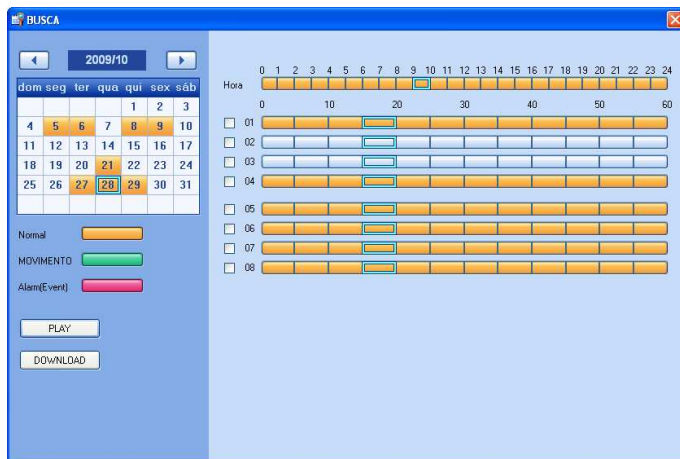 BUSCA
2009/10
dom seg ter qua qui sex sáb
1 2 3
4 5 6 7 8 9 10
11 12 13 14 15 16 17
18 19 20 21 22 23 24
25 26 27 28 29 30 31
Normal
MOVIMENTO
Alarm(Event)
PLAY
DOWNLOAD
0 1 2 3 4 5 6 7 8 9 10 11 12 13 14 15 16 17 18 19 20 21 22 23 24
Hora
0 10 20 30 40 50 60
01
02
03
04
05
06
07
08